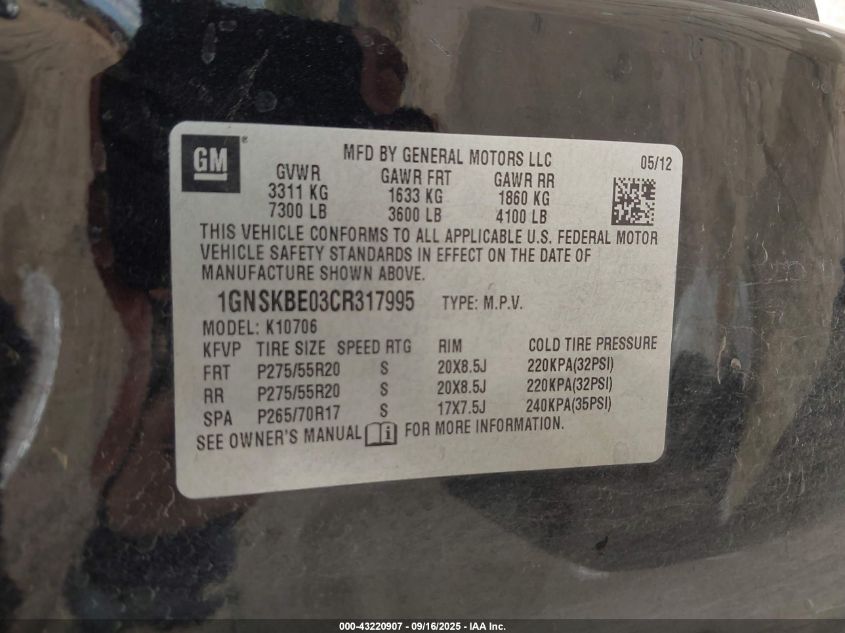 GM
MFD BY GENERAL MOTORS LLC 05/12
GVWR GAWR FRT GAWR RR
3311 KG 1633 KG 1860 KG
7300 LB 3600 LB 4100 LB
THIS VEHICLE CONFORMS TO ALL APPLICABLE U.S. FEDERAL MOTOR
VEHICLE SAFETY STANDARDS IN EFFECT ON THE DATE OF
MANUFACTURE SHOWN ABOVE.
1GNSKBE03CR317995 TYPE: M.P.V.
MODEL: K10706
KFVP TIRE SIZE SPEED RTG RIM COLD TIRE PRESSURE
FRT P275/55R20 S 20X8.5J 220KPA(32PSI)
RR P275/55R20 S 20X8.5J 220KPA(32PSI)
SPA P265/70R17 S 17X7.5J 240KPA(35PSI)
SEE OWNER'S MANUAL i FOR MORE INFORMATION.
000-43220907 - 09/16/2025 - IAA Inc.